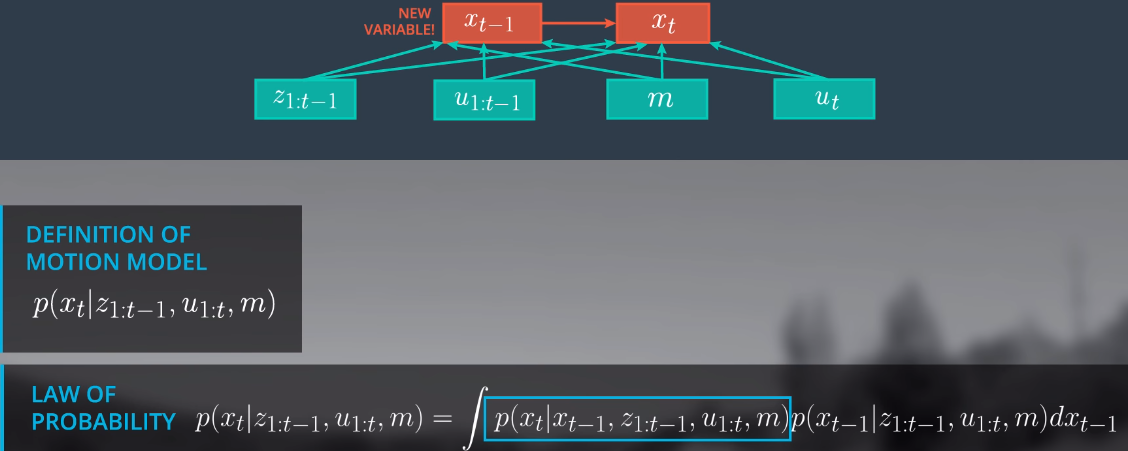 NEW
VARIABLE!
x_{t-1}
x_t
z_{1:t-1}
u_{1:t-1}
m
u_t
DEFINITION OF
MOTION MODEL
p(x_t|z_{1:t-1}, u_{1:t}, m)
LAW OF
PROBABILITY
p(x_t|z_{1:t-1}, u_{1:t}, m) = ∫ p(x_t|x_{t-1}, z_{1:t-1}, u_{1:t}, m)p(x_{t-1}|z_{1:t-1}, u_{1:t}, m)dx_{t-1}